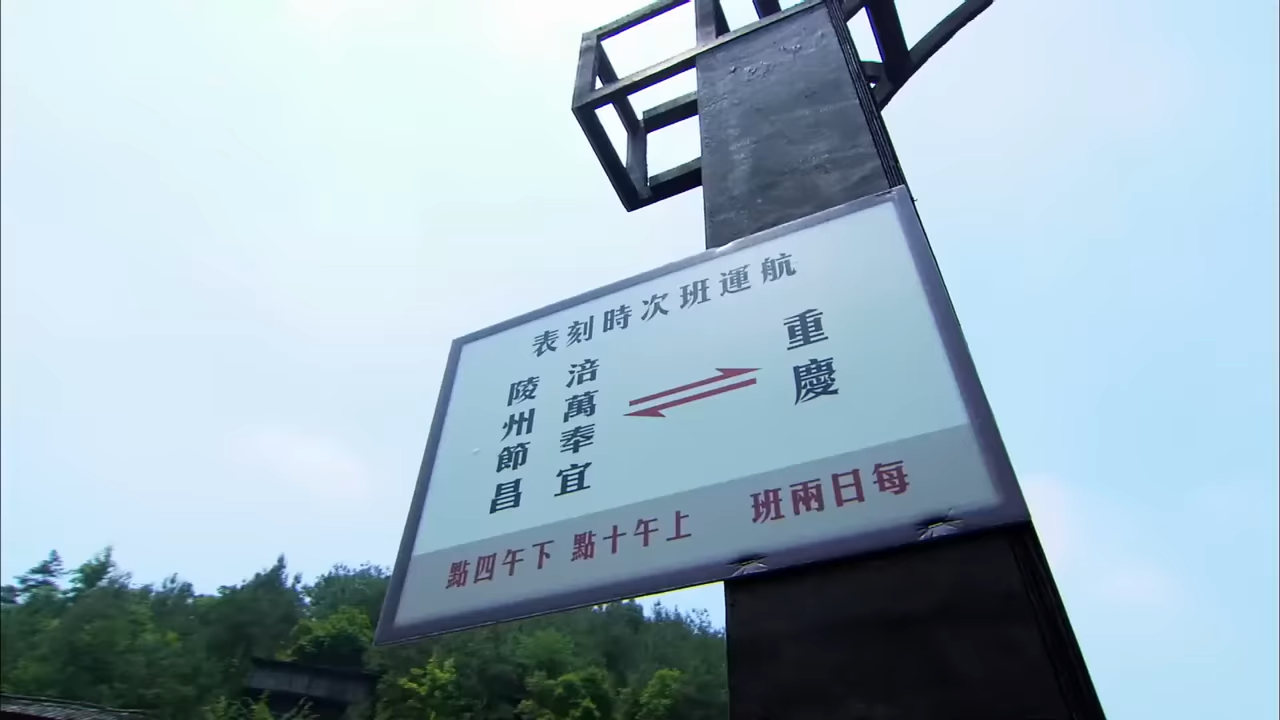 航運班次時刻表
重慶
涪陵
萬州
奉節
宜昌
每日兩班 上午十點 下午四點